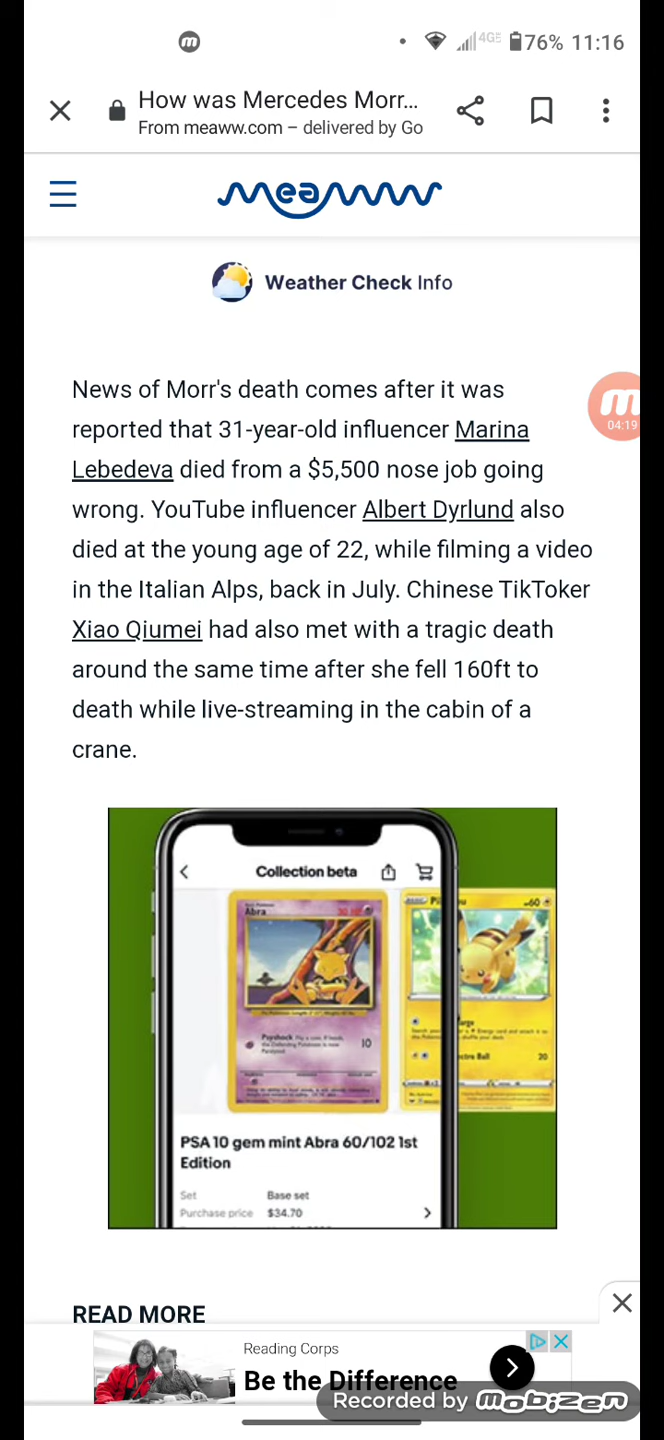 4G 76% 11:16
How was Mercedes Morr...
From meaww.com – delivered by Go
meaww
Weather Check Info
News of Morr's death comes after it was
reported that 31-year-old influencer Marina
Lebedeva died from a $5,500 nose job going
wrong. YouTube influencer Albert Dyrlund also
died at the young age of 22, while filming a video
in the Italian Alps, back in July. Chinese TikToker
Xiao Qiumei had also met with a tragic death
around the same time after she fell 160ft to
death while live-streaming in the cabin of a
crane.
04:19
Collection beta
Abra
60
Psyshock
10
20
PSA 10 gem mint Abra 60/102 1st
Edition
Set Base set
Purchase price $34.70
READ MORE
Reading Corps
Be the Difference
Recorded by mobizen